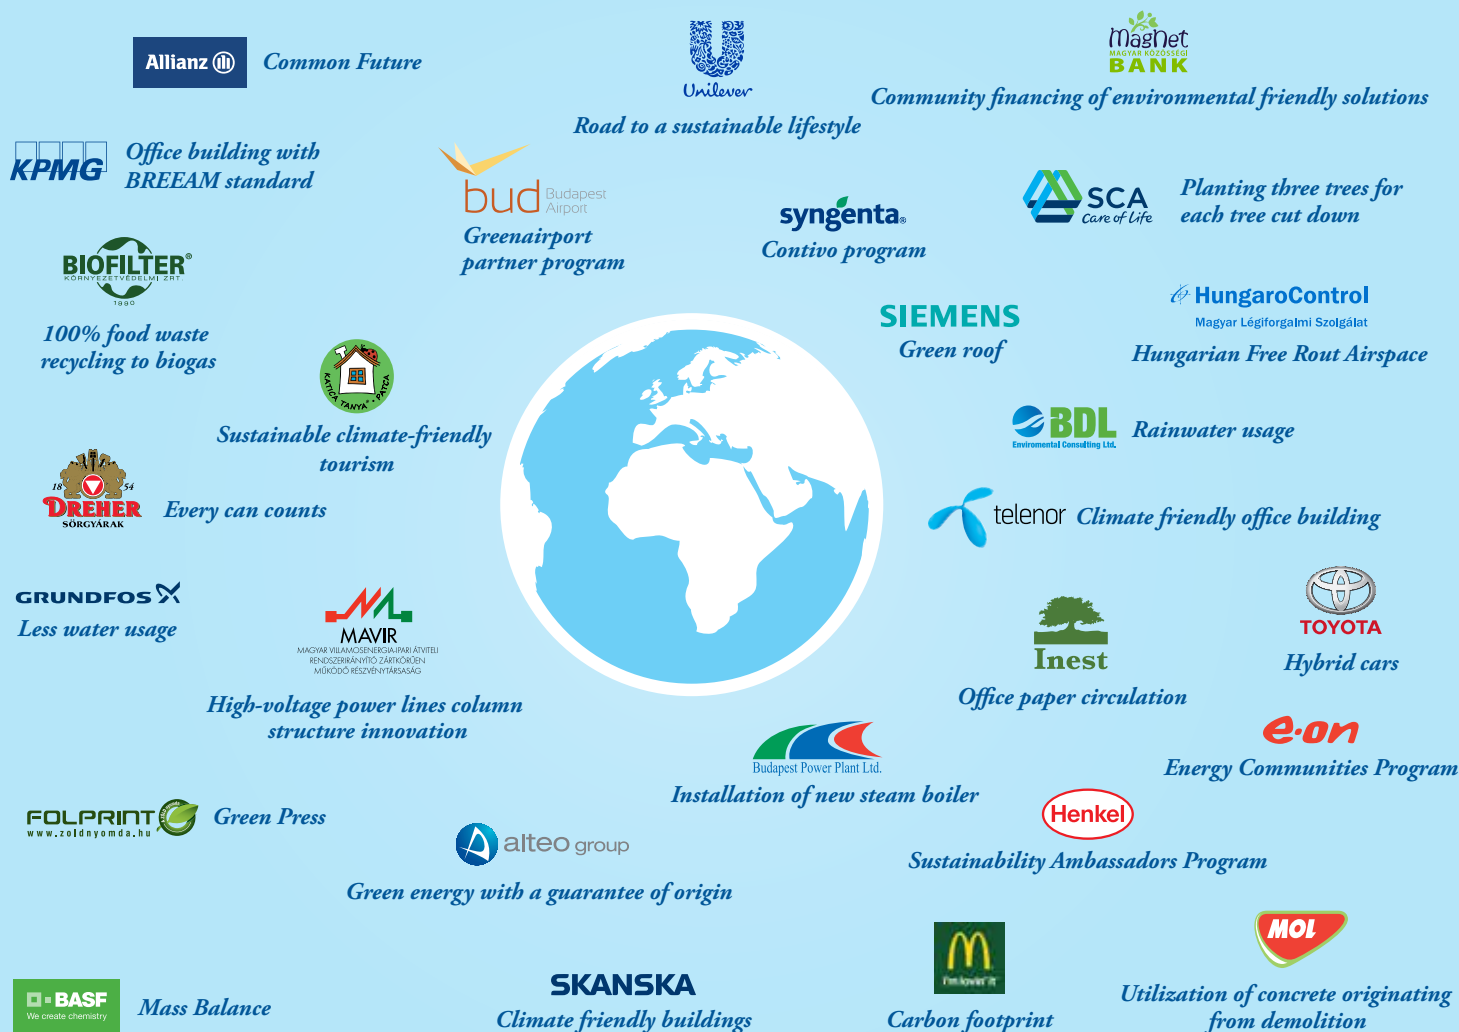 Allianz
Common Future
Unilever
Road to a sustainable lifestyle
magnet
MAGYAR KÖZÖSSÉGI
BANK
Community financing of environmental friendly solutions
KPMG
Office building with
BREEAM standard
bud Budapest
Airport
Greenairport
partner program
syngenta®
Contivo program
SCA
Care of life
Planting three trees for
each tree cut down
BIOFILTER®
KÖRNYEZETVÉDELMI ZRT.
1990
100% food waste
recycling to biogas
SIEMENS
Green roof
HungaroControl
Magyar Légiforgalmi Szolgálat
Hungarian Free Rout Airspace
KATICA TANYA® • PATCA
Sustainable climate-friendly
tourism
BDL
Enviromental Consulting Ltd.
Rainwater usage
18 54
DREHER
SÖRGYÁRAK
Every can counts
telenor
Climate friendly office building
GRUNDFOS
Less water usage
MAVIR
MAGYAR VILLAMOSENERGIA-IPARI ÁTVITELI
RENDSZERIRÁNYÍTÓ ZÁRTKÖRŰEN
MŰKÖDŐ RÉSZVÉNYTÁRSASÁG
High-voltage power lines column
structure innovation
Inest
Office paper circulation
TOYOTA
Hybrid cars
e·on
Energy Communities Program
Budapest Power Plant Ltd.
Installation of new steam boiler
FOLPRINT
www.zoldnyomda.hu
Green Press
alteo group
Green energy with a guarantee of origin
Henkel
Sustainability Ambassadors Program
BASF
We create chemistry
Mass Balance
SKANSKA
Climate friendly buildings
i'm lovin' it
Carbon footprint
MOL
Utilization of concrete originating
from demolition